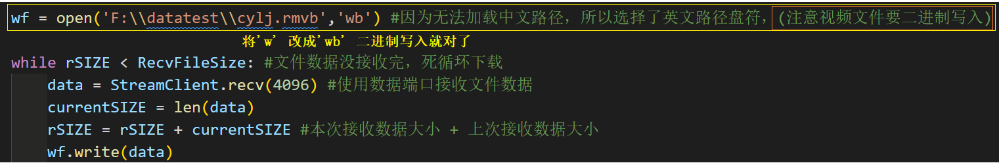 wf = open('F:\\datatest\\cylj.rmvb','wb') #因为无法加载中文路径，所以选择了英文路径盘符，(注意视频文件要二进制写入)
将'w' 改成'wb' 二进制写入就对了
while rSIZE < RecvFileSize: #文件数据没接收完，死循环下载
    data = StreamClient.recv(4096) #使用数据端口接收文件数据
    currentSIZE = len(data)
    rSIZE = rSIZE + currentSIZE #本次接收数据大小 + 上次接收数据大小
    wf.write(data)